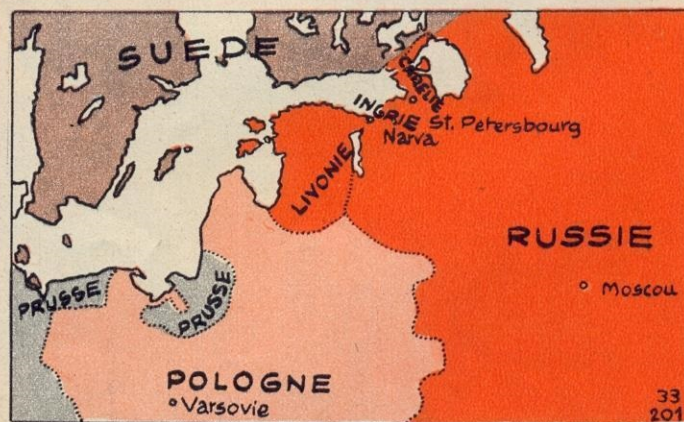 SUEDE
CARELIE
INGRIE
St. Petersbourg
Narva
LIVONIE
RUSSIE
Moscou
PRUSSE
PRUSSE
POLOGNE
Varsovie
33
201